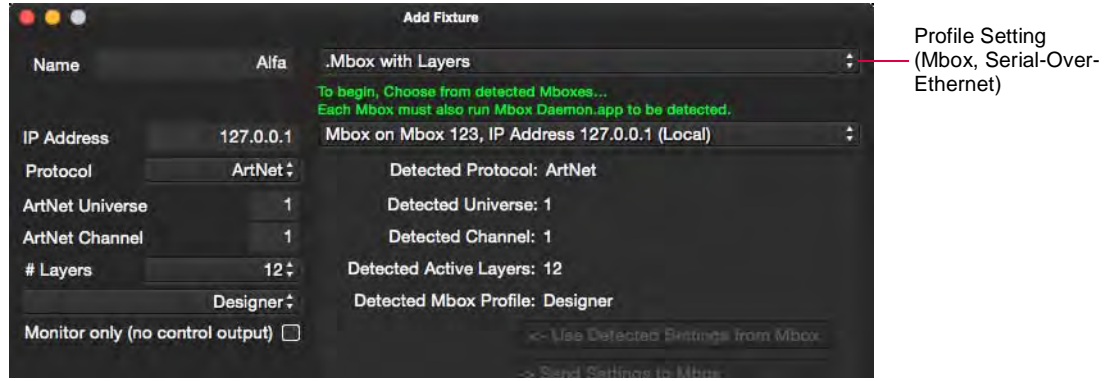 Add Fixture
Name Alfa
.Mbox with Layers
To begin, Choose from detected Mboxes...
Each Mbox must also run Mbox Daemon.app to be detected.
IP Address 127.0.0.1
Mbox on Mbox 123, IP Address 127.0.0.1 (Local)
Protocol ArtNet
Detected Protocol: ArtNet
ArtNet Universe 1
Detected Universe: 1
ArtNet Channel 1
Detected Channel: 1
# Layers 12
Detected Active Layers: 12
Designer
Detected Mbox Profile: Designer
Monitor only (no control output)
<- Use Detected Settings from Mbox
-> Send Settings to Mbox
Profile Setting
(Mbox, Serial-Over-
Ethernet)